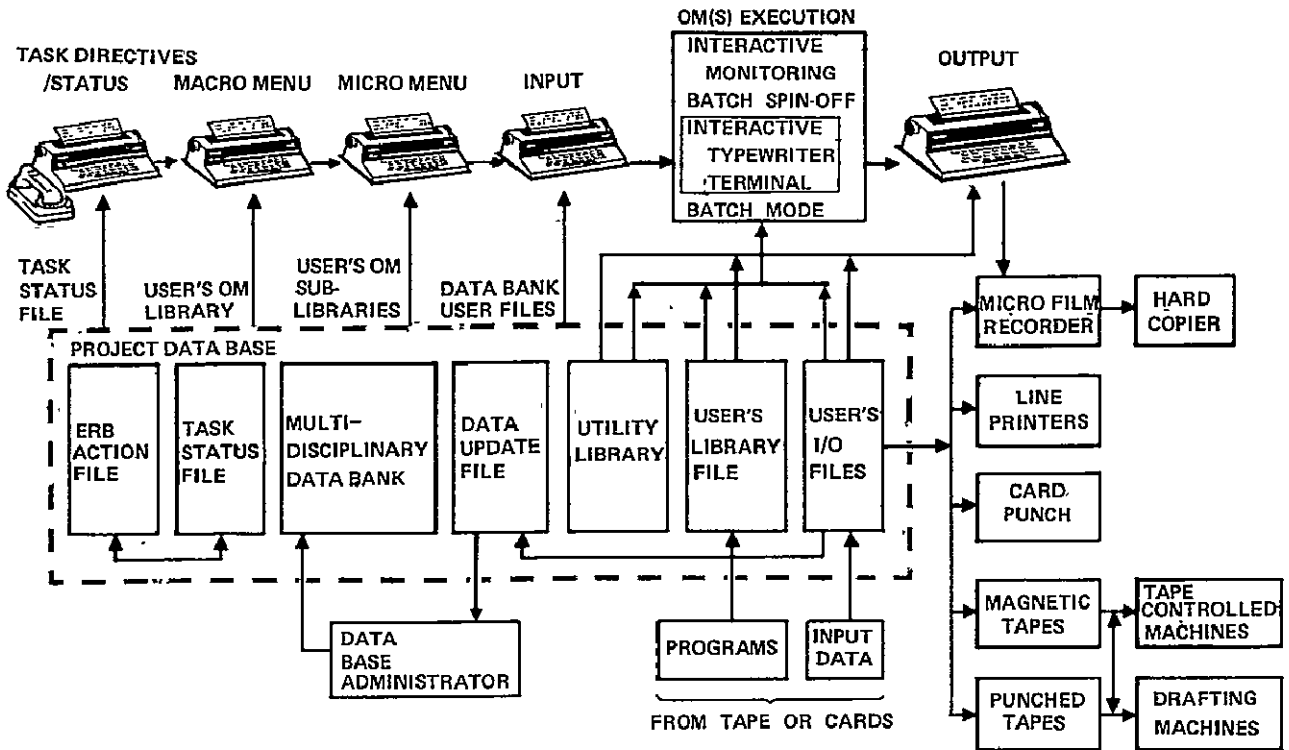 OM(S) EXECUTION
TASK DIRECTIVES
/STATUS
MACRO MENU
MICRO MENU
INPUT
INTERACTIVE
MONITORING
BATCH SPIN-OFF
INTERACTIVE
TYPEWRITER
TERMINAL
BATCH MODE
OUTPUT
TASK
STATUS
FILE
USER'S OM
LIBRARY
USER'S OM
SUB-
LIBRARIES
DATA BANK
USER FILES
MICRO FILM
RECORDER
HARD
COPIER
PROJECT DATA BASE
ERB
ACTION
FILE
TASK
STATUS
FILE
MULTI-
DISCIPLINARY
DATA BANK
DATA
UPDATE
FILE
UTILITY
LIBRARY
USER'S
LIBRARY
FILE
USER'S
I/O
FILES
LINE
PRINTERS
CARD
PUNCH
MAGNETIC
TAPES
TAPE
CONTROLLED
MACHINES
PUNCHED
TAPES
DRAFTING
MACHINES
DATA
BASE
ADMINISTRATOR
PROGRAMS
INPUT
DATA
FROM TAPE OR CARDS